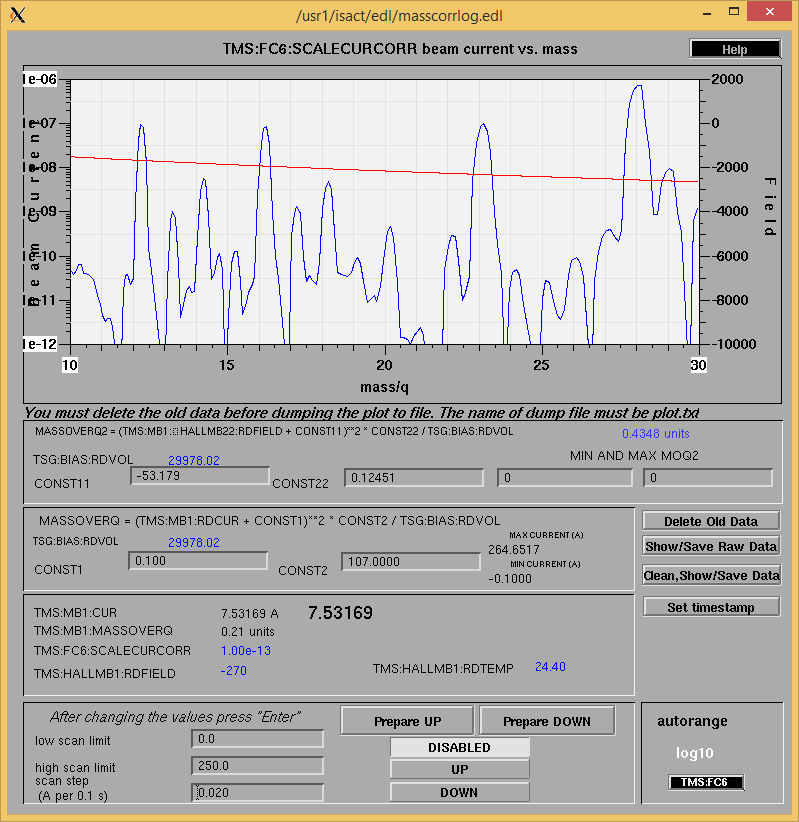 /usr1/isact/edl/masscorrlog.edl
TMS:FC6:SCALECURCORR beam current vs. mass
Help
1e-06
1e-07
1e-08
1e-09
1e-10
1e-11
1e-12
Beam Current
2000
0
-2000
-4000
-6000
-8000
-10000
Field
10 15 20 25 30
mass/q
You must delete the old data before dumping the plot to file. The name of dump file must be plot.txt
MASSOVERQ2 = (TMS:MB1: HALLMB22:RDFIELD + CONST11)**2 * CONST22 / TSG:BIAS:RDVOL
0.4348 units
TSG:BIAS:RDVOL 29978.02
MIN AND MAX MOQ2
CONST11 -53.179 CONST22 0.12451 0 0
MASSOVERQ = (TMS:MB1:RDCUR + CONST1)**2 * CONST2 / TSG:BIAS:RDVOL
TSG:BIAS:RDVOL 29978.02
MAX CURRENT (A)
264.6517
MIN CURRENT (A)
-0.1000
CONST1 0.100 CONST2 107.0000
Delete Old Data
Show/Save Raw Data
Clean,Show/Save Data
Set timestamp
TMS:MB1:CUR 7.53169 A 7.53169
TMS:MB1:MASSOVERQ 0.21 units
TMS:FC6:SCALECURCORR 1.00e-13
TMS:HALLMB1:RDFIELD -270 TMS:HALLMB1:RDTEMP 24.40
After changing the values press "Enter"
low scan limit 0.0
high scan limit 250.0
scan step
(A per 0.1 s) 0.020
Prepare UP Prepare DOWN
DISABLED
UP
DOWN
autorange
log10
TMS:FC6